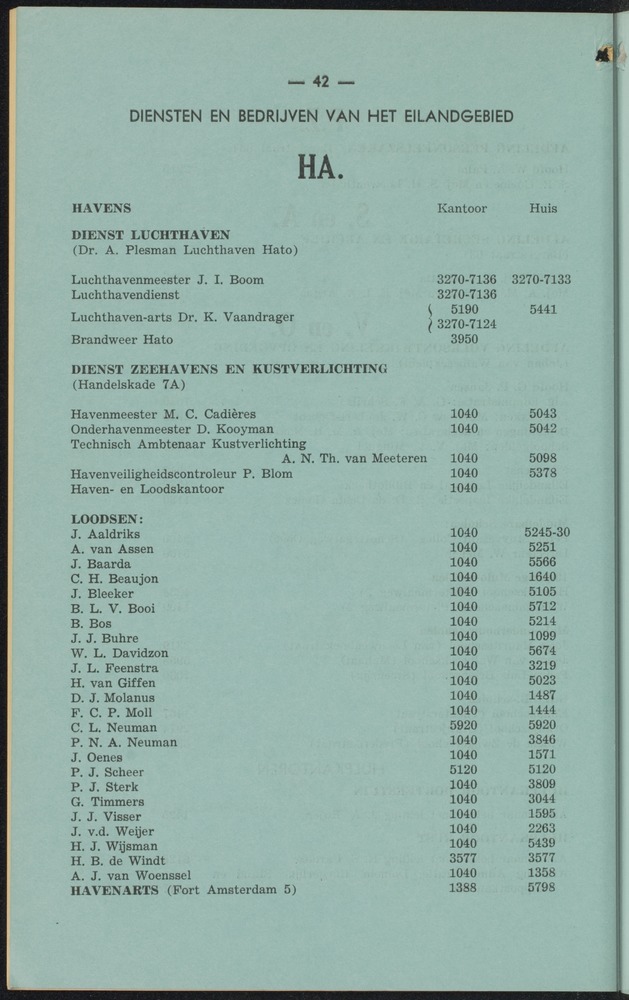 — 42 —
DIENSTEN EN BEDRIJVEN VAN HET EILANDGEBIED
HA.
HAVENS Kantoor Huis
DIENST LUCHTHAVEN
(Dr. A. Plesman Luchthaven Hato)
Luchthavenmeester J. I. Boom 3270-7136 3270-7133
Luchthavendienst 3270-7136
Luchthaven-arts Dr. K. Vaandrager { 5190 5441
3270-7124
Brandweer Hato 3950
DIENST ZEEHAVENS EN KUSTVERLICHTING
(Handelskade 7A)
Havenmeester M. C. Cadières 1040 5043
Onderhavenmeester D. Kooyman 1040 5042
Technisch Ambtenaar Kustverlichting
A. N. Th. van Meeteren 1040 5098
Havenveiligheidscontroleur P. Blom 1040 5378
Haven- en Loodskantoor 1040
LOODSEN:
J. Aaldriks 1040 5245-30
A. van Assen 1040 5251
J. Baarda 1040 5566
C. H. Beaujon 1040 1640
J. Bleeker 1040 5105
B. L. V. Booi 1040 5712
B. Bos 1040 5214
J. J. Buhre 1040 1099
W. L. Davidzon 1040 5674
J. L. Feenstra 1040 3219
H. van Giffen 1040 5023
D. J. Molanus 1040 1487
F. C. P. Moll 1040 1444
C. L. Neuman 5920 5920
P. N. A. Neuman 1040 3846
J. Oenes 1040 1571
P. J. Scheer 5120 5120
P. J. Sterk 1040 3809
G. Timmers 1040 3044
J. J. Visser 1040 1595
J. v.d. Weijer 1040 2263
H. J. Wijsman 1040 5439
H. B. de Windt 3577 3577
A. J. van Woenssel 1040 1358
HAVENARTS (Fort Amsterdam 5) 1388 5798